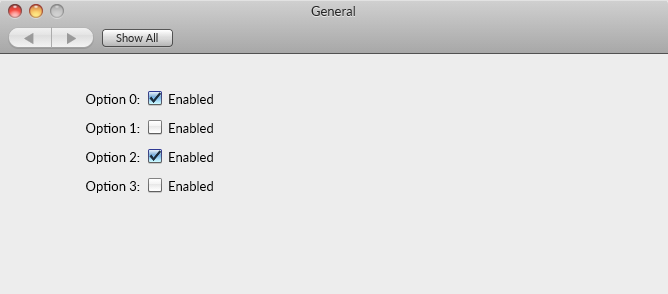 General
Show All
Option 0: Enabled
Option 1: Enabled
Option 2: Enabled
Option 3: Enabled